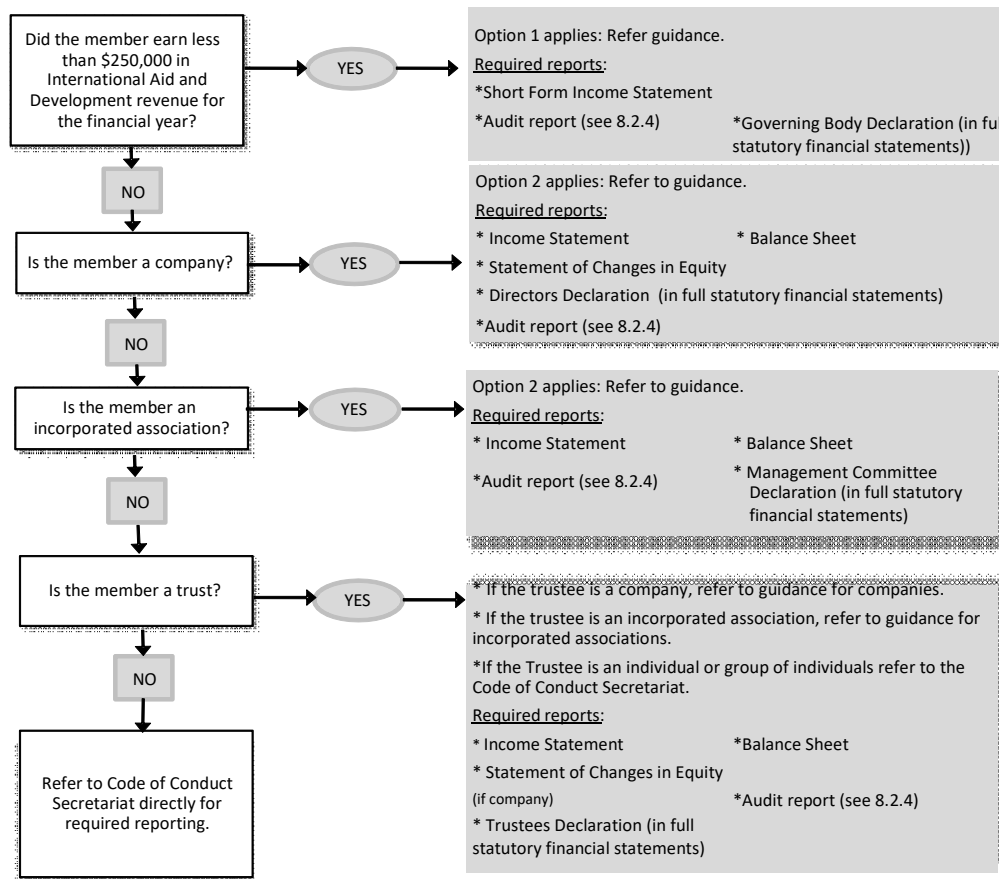 Did the member earn less
than $250,000 in
International Aid and
Development revenue for
the financial year?
YES
Option 1 applies: Refer guidance.
Required reports:
*Short Form Income Statement
*Audit report (see 8.2.4)
*Governing Body Declaration (in
statutory financial statements))
NO
Is the member a company?
YES
Option 2 applies: Refer to guidance.
Required reports:
* Income Statement
* Balance Sheet
* Statement of Changes in Equity
* Directors Declaration (in full statutory financial statements)
*Audit report (see 8.2.4)
NO
Is the member an
incorporated association?
YES
Option 2 applies: Refer to guidance.
Required reports:
* Income Statement
* Balance Sheet
*Audit report (see 8.2.4)
* Management Committee
Declaration (in full statutory
financial statements)
NO
Is the member a trust?
YES
* If the trustee is a company, refer to guidance for companies.
* If the trustee is an incorporated association, refer to guidance for
incorporated associations.
*If the Trustee is an individual or group of individuals refer to the
Code of Conduct Secretariat.
Required reports:
* Income Statement
*Balance Sheet
* Statement of Changes in Equity
(if company)
*Audit report (see 8.2.4)
* Trustees Declaration (in full
statutory financial statements)
NO
Refer to Code of Conduct
Secretariat directly for
required reporting.